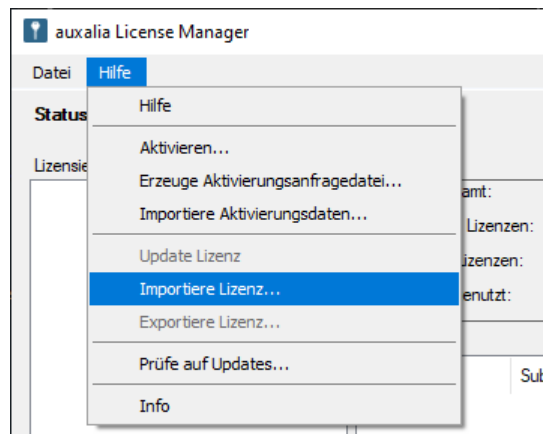 auxalia License Manager
Datei Hilfe
Status
Hilfe
Aktivieren...
Lizensie
Erzeuge Aktivierungsanfragedatei...
amt:
Importiere Aktivierungsdaten...
Lizenzen:
Update Lizenz
izenzen:
Importiere Lizenz...
enutzt:
Exportiere Lizenz...
Prüfe auf Updates...
Sub
Info